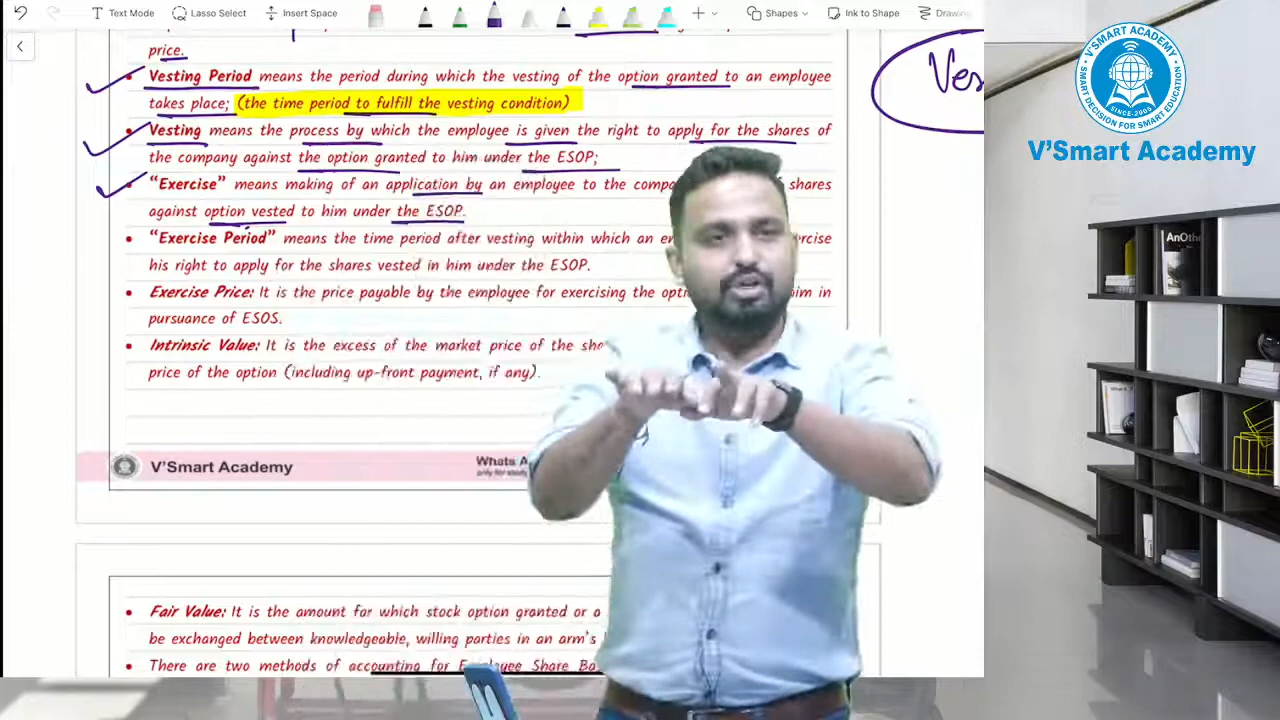 Text Mode Lasso Select Insert Space Shapes Ink to Shape Drawing
price.
• Vesting Period means the period during which the vesting of the option granted to an employee
takes place; (the time period to fulfill the vesting condition)
• Vesting means the process by which the employee is given the right to apply for the shares of
the company against the option granted to him under the ESOP;
• “Exercise” means making of an application by an employee to the shares
against option vested to him under the ESOP.
• “Exercise Period” means the time period after vesting within which an
his right to apply for the shares vested in him under the ESOP.
• Exercise Price: It is the price payable by the employee for exercising the in
pursuance of ESOS.
• Intrinsic Value: It is the excess of the market price of the
price of the option (including up-front payment, if any).
V'Smart Academy Whats
• Fair Value: It is the amount for which stock option granted or a
be exchanged between knowledgeable, willing parties in an arm's
• There are two methods of accounting for Employee Share
Ves
V'SMART ACADEMY
SINCE-2005
SMART DECISION FOR SMART EDUCATION
V'Smart Academy